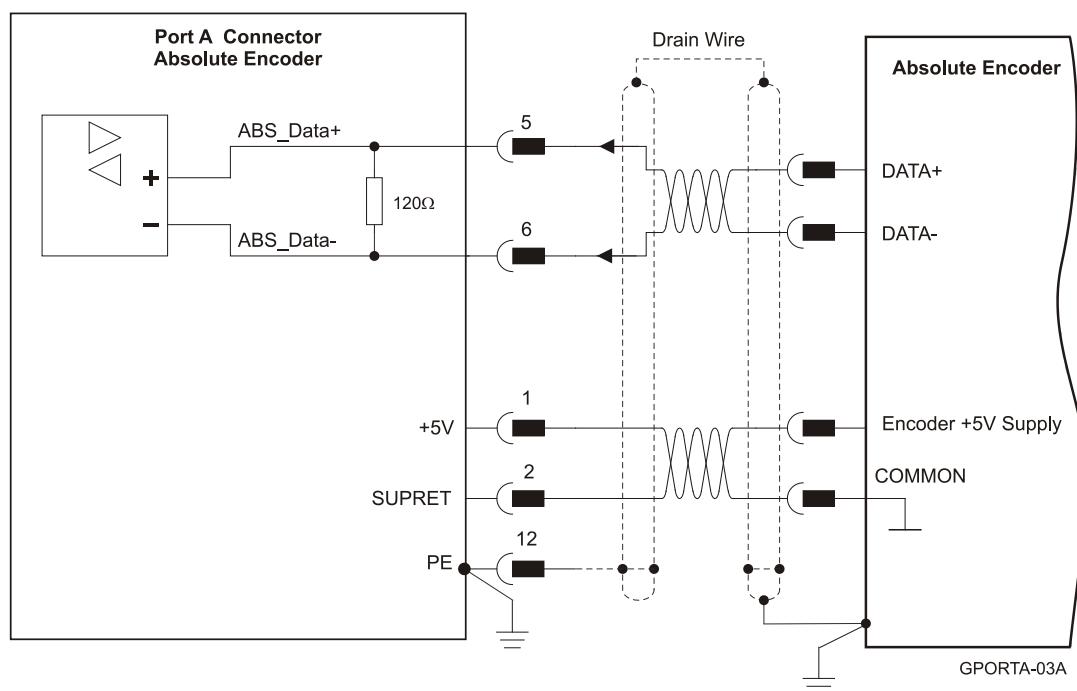 Port A Connector
Absolute Encoder
Drain Wire
Absolute Encoder
ABS_Data+
5
+
120Ω
DATA+
-
ABS_Data-
6
DATA-
1
+5V
Encoder +5V Supply
2
COMMON
SUPRET
12
PE
GPORTA-03A